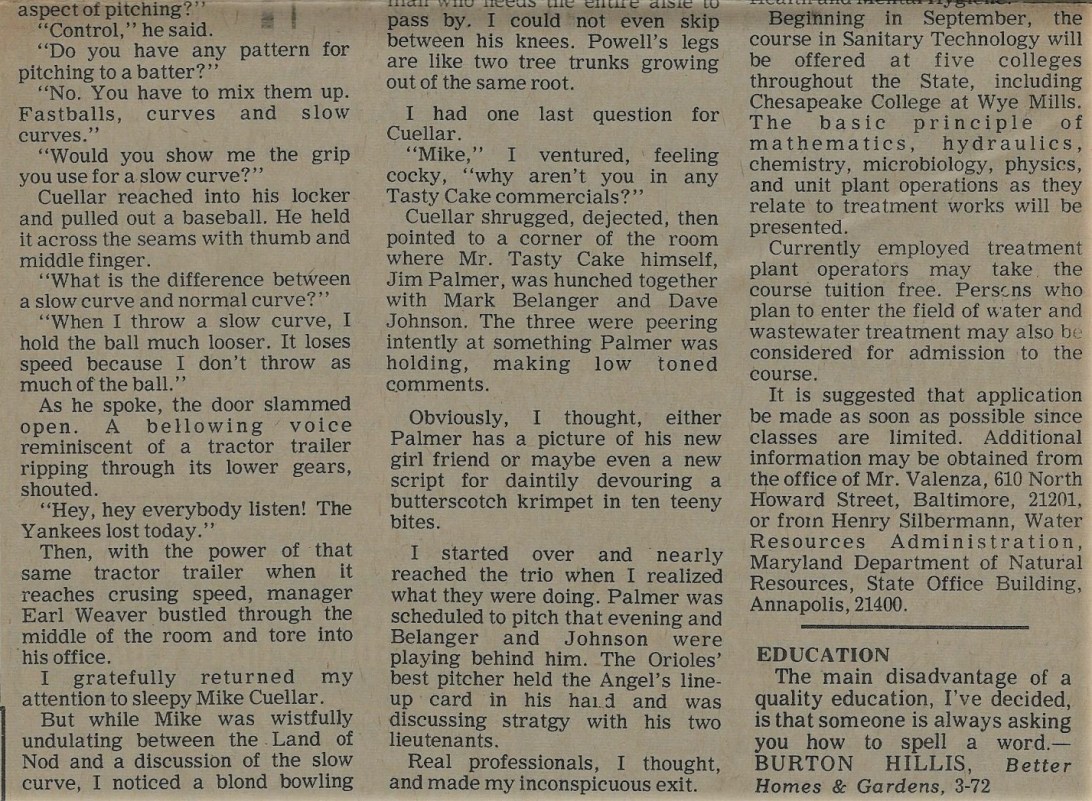 aspect of pitching?’’
‘‘Control,’’ he said.
‘‘Do you have any pattern for
pitching to a batter?’’
‘‘No. You have to mix them up.
Fastballs, curves and slow
curves.’’
‘‘Would you show me the grip
you use for a slow curve?’’
Cuellar reached into his locker
and pulled out a baseball. He held
it across the seams with thumb and
middle finger.
‘‘What is the difference between
a slow curve and normal curve?’’
‘‘When I throw a slow curve, I
hold the ball much looser. It loses
speed because I don’t throw as
much of the ball.’’
As he spoke, the door slammed
open. A bellowing voice
reminiscent of a tractor trailer
ripping through its lower gears,
shouted.
‘‘Hey, hey everybody listen! The
Yankees lost today.’’
Then, with the power of that
same tractor trailer when it
reaches crusing speed, manager
Earl Weaver bustled through the
middle of the room and tore into
his office.
I gratefully returned my
attention to sleepy Mike Cuellar.
But while Mike was wistfully
undulating between the Land of
Nod and a discussion of the slow
curve, I noticed a blond bowling
man who needs the entire aisle to
pass by. I could not even skip
between his knees. Powell’s legs
are like two tree trunks growing
out of the same root.
I had one last question for
Cuellar.
‘‘Mike,’’ I ventured, feeling
cocky, ‘‘why aren’t you in any
Tasty Cake commercials?’’
Cuellar shrugged, dejected, then
pointed to a corner of the room
where Mr. Tasty Cake himself,
Jim Palmer, was hunched together
with Mark Belanger and Dave
Johnson. The three were peering
intently at something Palmer was
holding, making low toned
comments.
Obviously, I thought, either
Palmer has a picture of his new
girl friend or maybe even a new
script for daintily devouring a
butterscotch krimpet in ten teeny
bites.
I started over and nearly
reached the trio when I realized
what they were doing. Palmer was
scheduled to pitch that evening and
Belanger and Johnson were
playing behind him. The Orioles’
best pitcher held the Angel’s line-
up card in his hand and was
discussing stratgy with his two
lieutenants.
Real professionals, I thought,
and made my inconspicuous exit.
Health and Mental Hygiene.
Beginning in September, the
course in Sanitary Technology will
be offered at five colleges
throughout the State, including
Chesapeake College at Wye Mills.
The basic principle of
mathematics, hydraulics,
chemistry, microbiology, physics,
and unit plant operations as they
relate to treatment works will be
presented.
Currently employed treatment
plant operators may take the
course tuition free. Persons who
plan to enter the field of water and
wastewater treatment may also be
considered for admission to the
course.
It is suggested that application
be made as soon as possible since
classes are limited. Additional
information may be obtained from
the office of Mr. Valenza, 610 North
Howard Street, Baltimore, 21201,
or from Henry Silbermann, Water
Resources Administration,
Maryland Department of Natural
Resources, State Office Building,
Annapolis, 21400.
EDUCATION
The main disadvantage of a
quality education, I’ve decided,
is that someone is always asking
you how to spell a word.—
BURTON HILLIS, Better
Homes & Gardens, 3-72